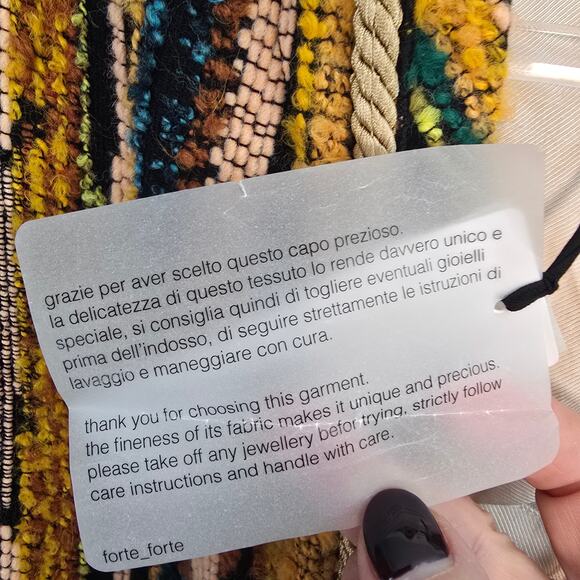 grazie per aver scelto questo capo prezioso.
la delicatezza di questo tessuto lo rende davvero unico e
speciale, si consiglia quindi di togliere eventuali gioielli
prima dell'indosso, di seguire strettamente le istruzioni di
lavaggio e maneggiare con cura.
thank you for choosing this garment.
the fineness of its fabric makes it unique and precious.
please take off any jewellery befor trying, strictly follow
care instructions and handle with care.
forte_forte